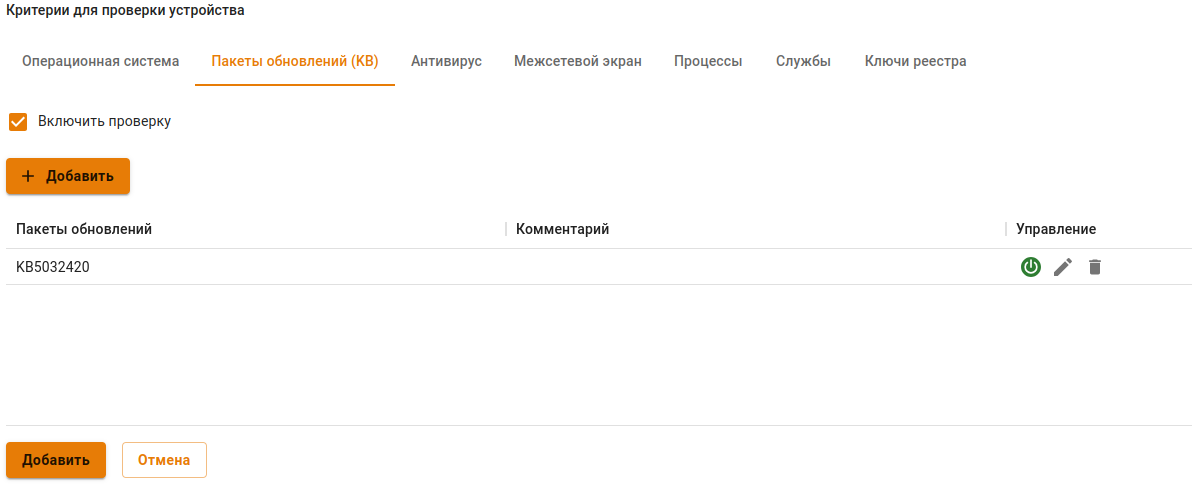 Критерии для проверки устройства
Операционная система Пакеты обновлений (KB) Антивирус Межсетевой экран Процессы Службы Ключи реестра
Включить проверку
+ Добавить
Пакеты обновлений Комментарий Управление
KB5032420
Добавить Отмена